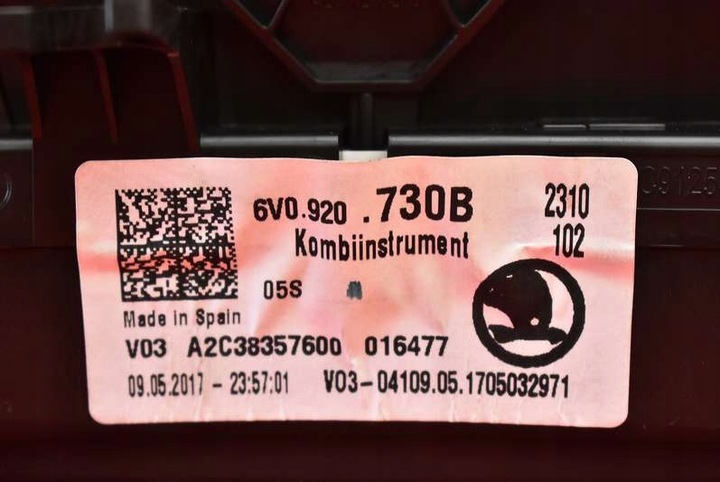 6V0.920 .730B 2310
Kombiinstrument 102
05S
Made in Spain
V03 A2C38357600 016477
09.05.2017 - 23:57:01 V03-04109.05.1705032971